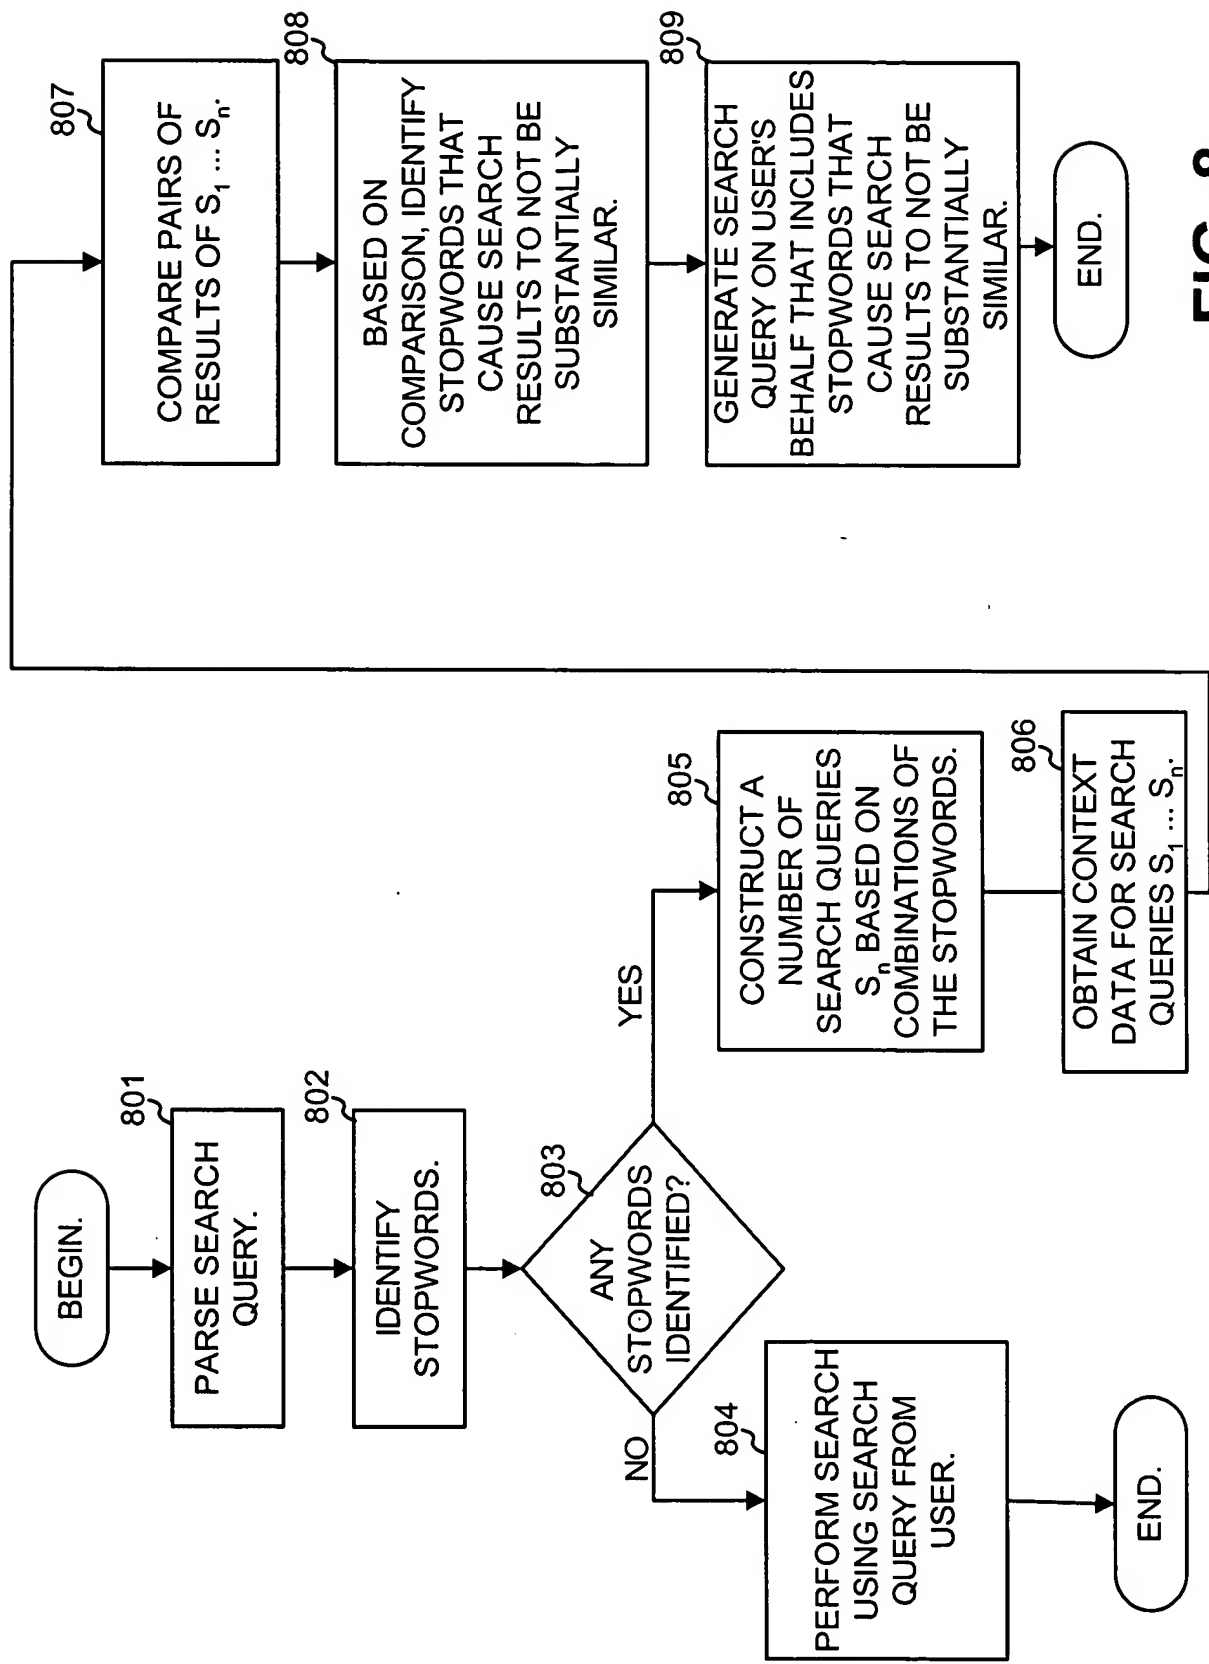 BEGIN.
801
PARSE SEARCH
QUERY.
802
IDENTIFY
STOPWORDS.
803
ANY
STOPWORDS
IDENTIFIED?
NO
YES
804
PERFORM SEARCH
USING SEARCH
QUERY FROM
USER.
END.
805
CONSTRUCT A
NUMBER OF
SEARCH QUERIES
Sn BASED ON
COMBINATIONS OF
THE STOPWORDS.
806
OBTAIN CONTEXT
DATA FOR SEARCH
QUERIES S1 ... Sn.
807
COMPARE PAIRS OF
RESULTS OF S1 ... Sn.
808
BASED ON
COMPARISON, IDENTIFY
STOPWORDS THAT
CAUSE SEARCH
RESULTS TO NOT BE
SUBSTANTIALLY
SIMILAR.
809
GENERATE SEARCH
QUERY ON USER'S
BEHALF THAT INCLUDES
STOPWORDS THAT
CAUSE SEARCH
RESULTS TO NOT BE
SUBSTANTIALLY
SIMILAR.
END.